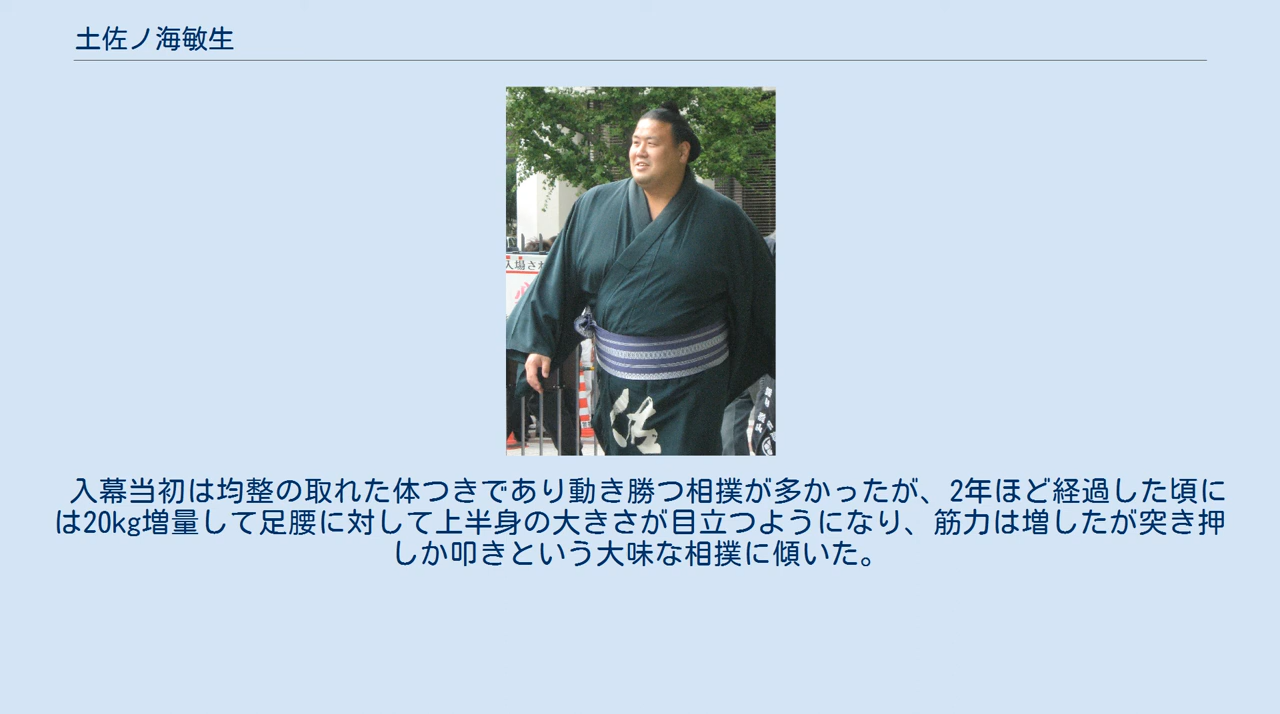 土佐ノ海敏生
入場さ
佐
入幕当初は均整の取れた体つきであり動き勝つ相撲が多かったが、2年ほど経過した頃に
は20kg増量して足腰に対して上半身の大きさが目立つようになり、筋力は増したが突き押
しか叩きという大味な相撲に傾いた。